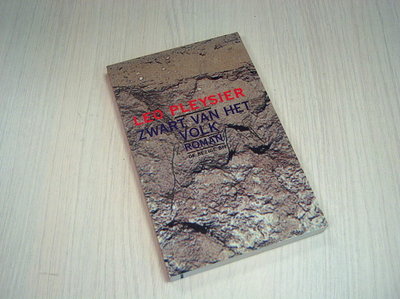 LEO PLEYSIER
ZWART VAN HET
VOLK
ROMAN